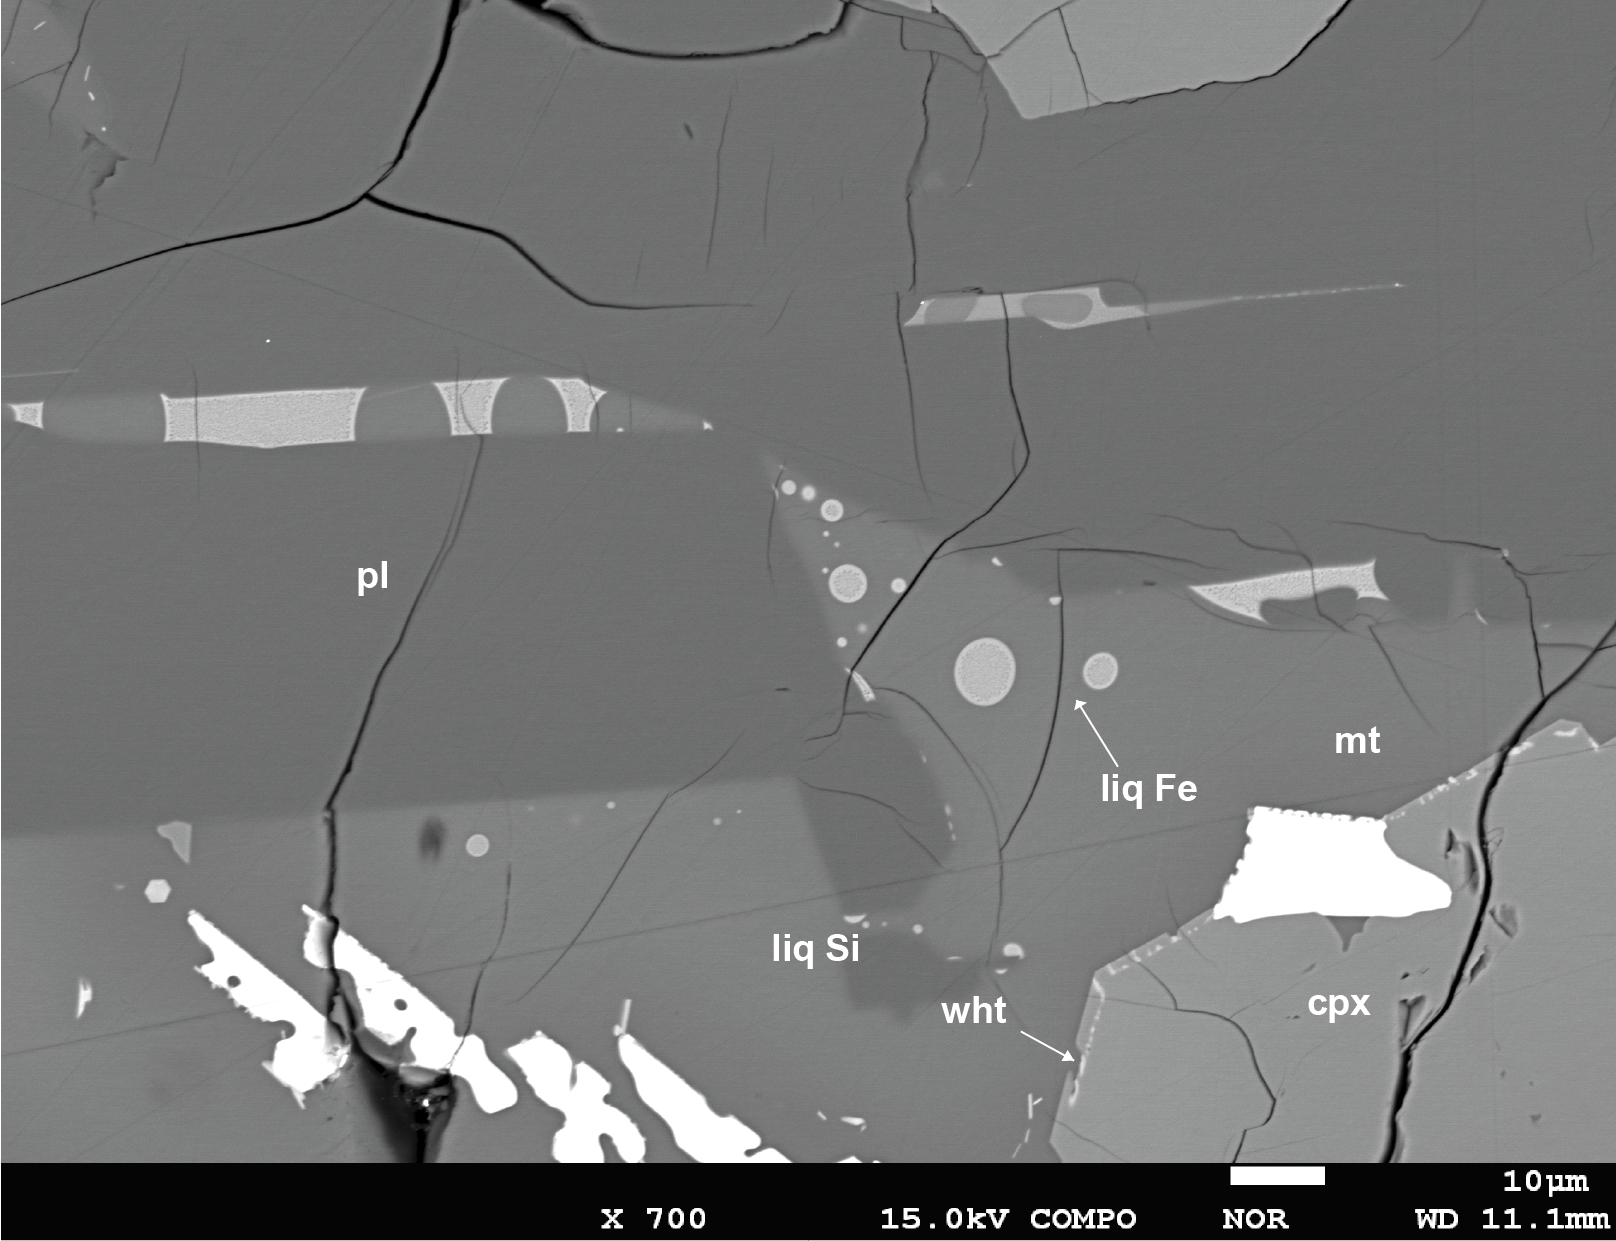 pl
mt
liq Fe
liq Si
wht
cpx
10µm
X 700 15.0kV COMPO NOR WD 11.1mm